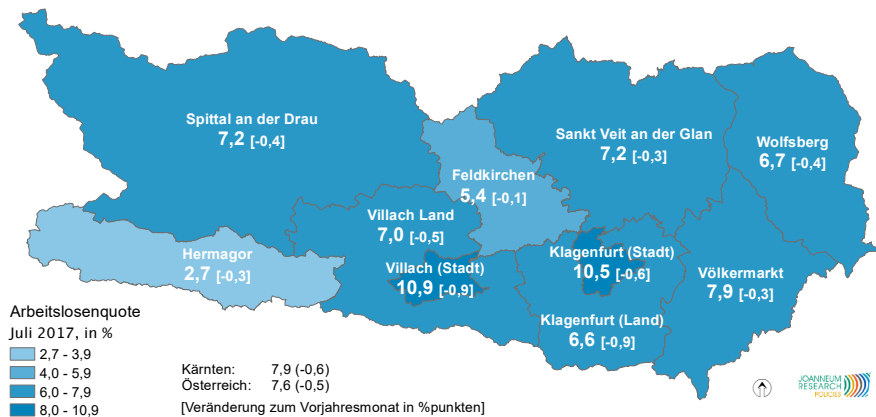 Spittal an der Drau
7,2 [-0,4]
Sankt Veit an der Glan
7,2 [-0,3]
Wolfsberg
6,7 [-0,4]
Feldkirchen
5,4 [-0,1]
Villach Land
7,0 [-0,5]
Hermagor
2,7 [-0,3]
Villach (Stadt)
10,9 [-0,9]
Klagenfurt (Stadt)
10,5 [-0,6]
Völkermarkt
7,9 [-0,3]
Klagenfurt (Land)
6,6 [-0,9]
Arbeitslosenquote
Juli 2017, in %
2,7 - 3,9
4,0 - 5,9
6,0 - 7,9
8,0 - 10,9
Kärnten: 7,9 (-0,6)
Österreich: 7,6 (-0,5)
[Veränderung zum Vorjahresmonat in %punkten]
JOANNEUM
RESEARCH
POLICIES